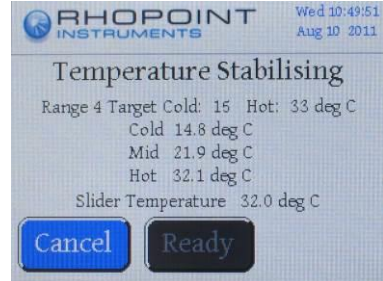 RHOPOINT
INSTRUMENTS
Wed 10:49:51
Aug 10 2011
Temperature Stabilising
Range 4 Target Cold: 15 Hot: 33 deg C
Cold 14.8 deg C
Mid 21.9 deg C
Hot 32.1 deg C
Slider Temperature 32.0 deg C
Cancel
Ready